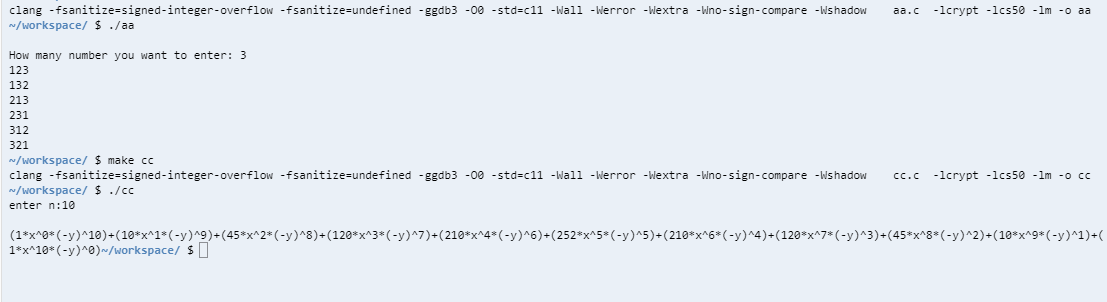 clang -fsanitize=signed-integer-overflow -fsanitize=undefined -ggdb3 -O0 -std=c11 -Wall -Werror -Wextra -Wno-sign-compare -Wshadow    aa.c  -lcrypt -lcs50 -lm -o aa
~/workspace/ $ ./aa
How many number you want to enter: 3
123
132
213
231
312
321
~/workspace/ $ make cc
clang -fsanitize=signed-integer-overflow -fsanitize=undefined -ggdb3 -O0 -std=c11 -Wall -Werror -Wextra -Wno-sign-compare -Wshadow    cc.c  -lcrypt -lcs50 -lm -o cc
~/workspace/ $ ./cc
enter n:10
(1*x^0*(-y)^10)+(10*x^1*(-y)^9)+(45*x^2*(-y)^8)+(120*x^3*(-y)^7)+(210*x^4*(-y)^6)+(252*x^5*(-y)^5)+(210*x^6*(-y)^4)+(120*x^7*(-y)^3)+(45*x^8*(-y)^2)+(10*x^9*(-y)^1)+(
1*x^10*(-y)^0)~/workspace/ $